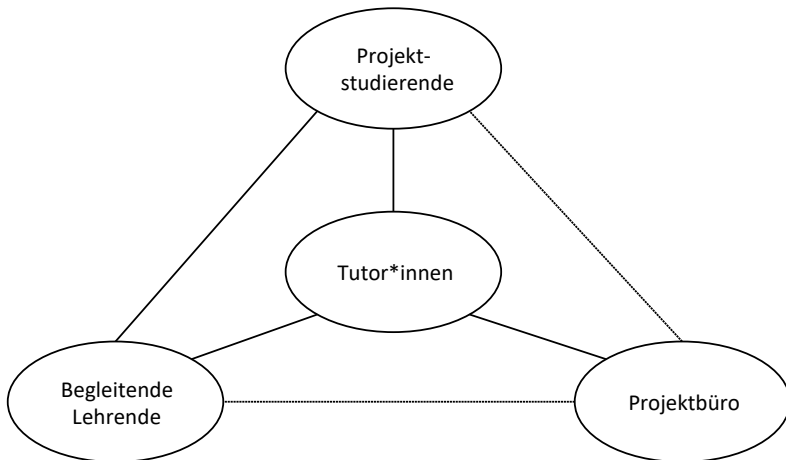 Projekt-
studierende
Tutor*innen
Begleitende
Lehrende
Projektbüro